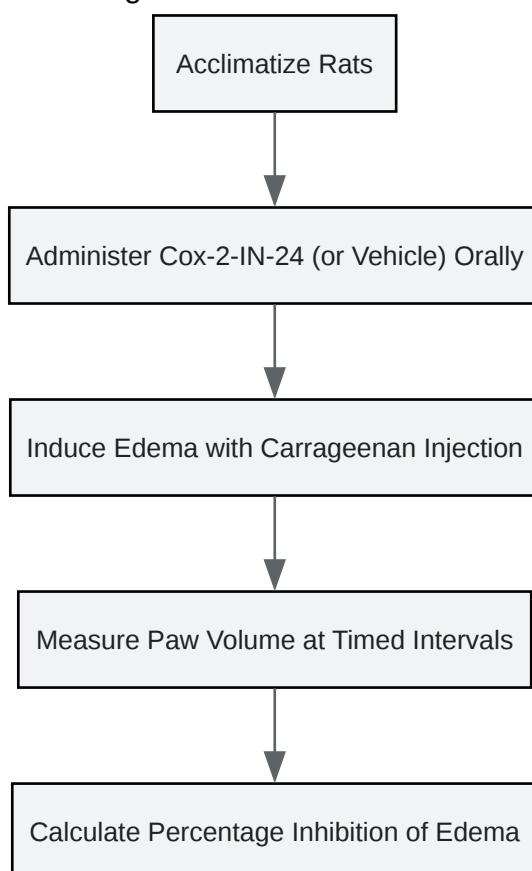 Acclimatize Rats
Administer Cox-2-IN-24 (or Vehicle) Orally
Induce Edema with Carrageenan Injection
Measure Paw Volume at Timed Intervals
Calculate Percentage Inhibition of Edema